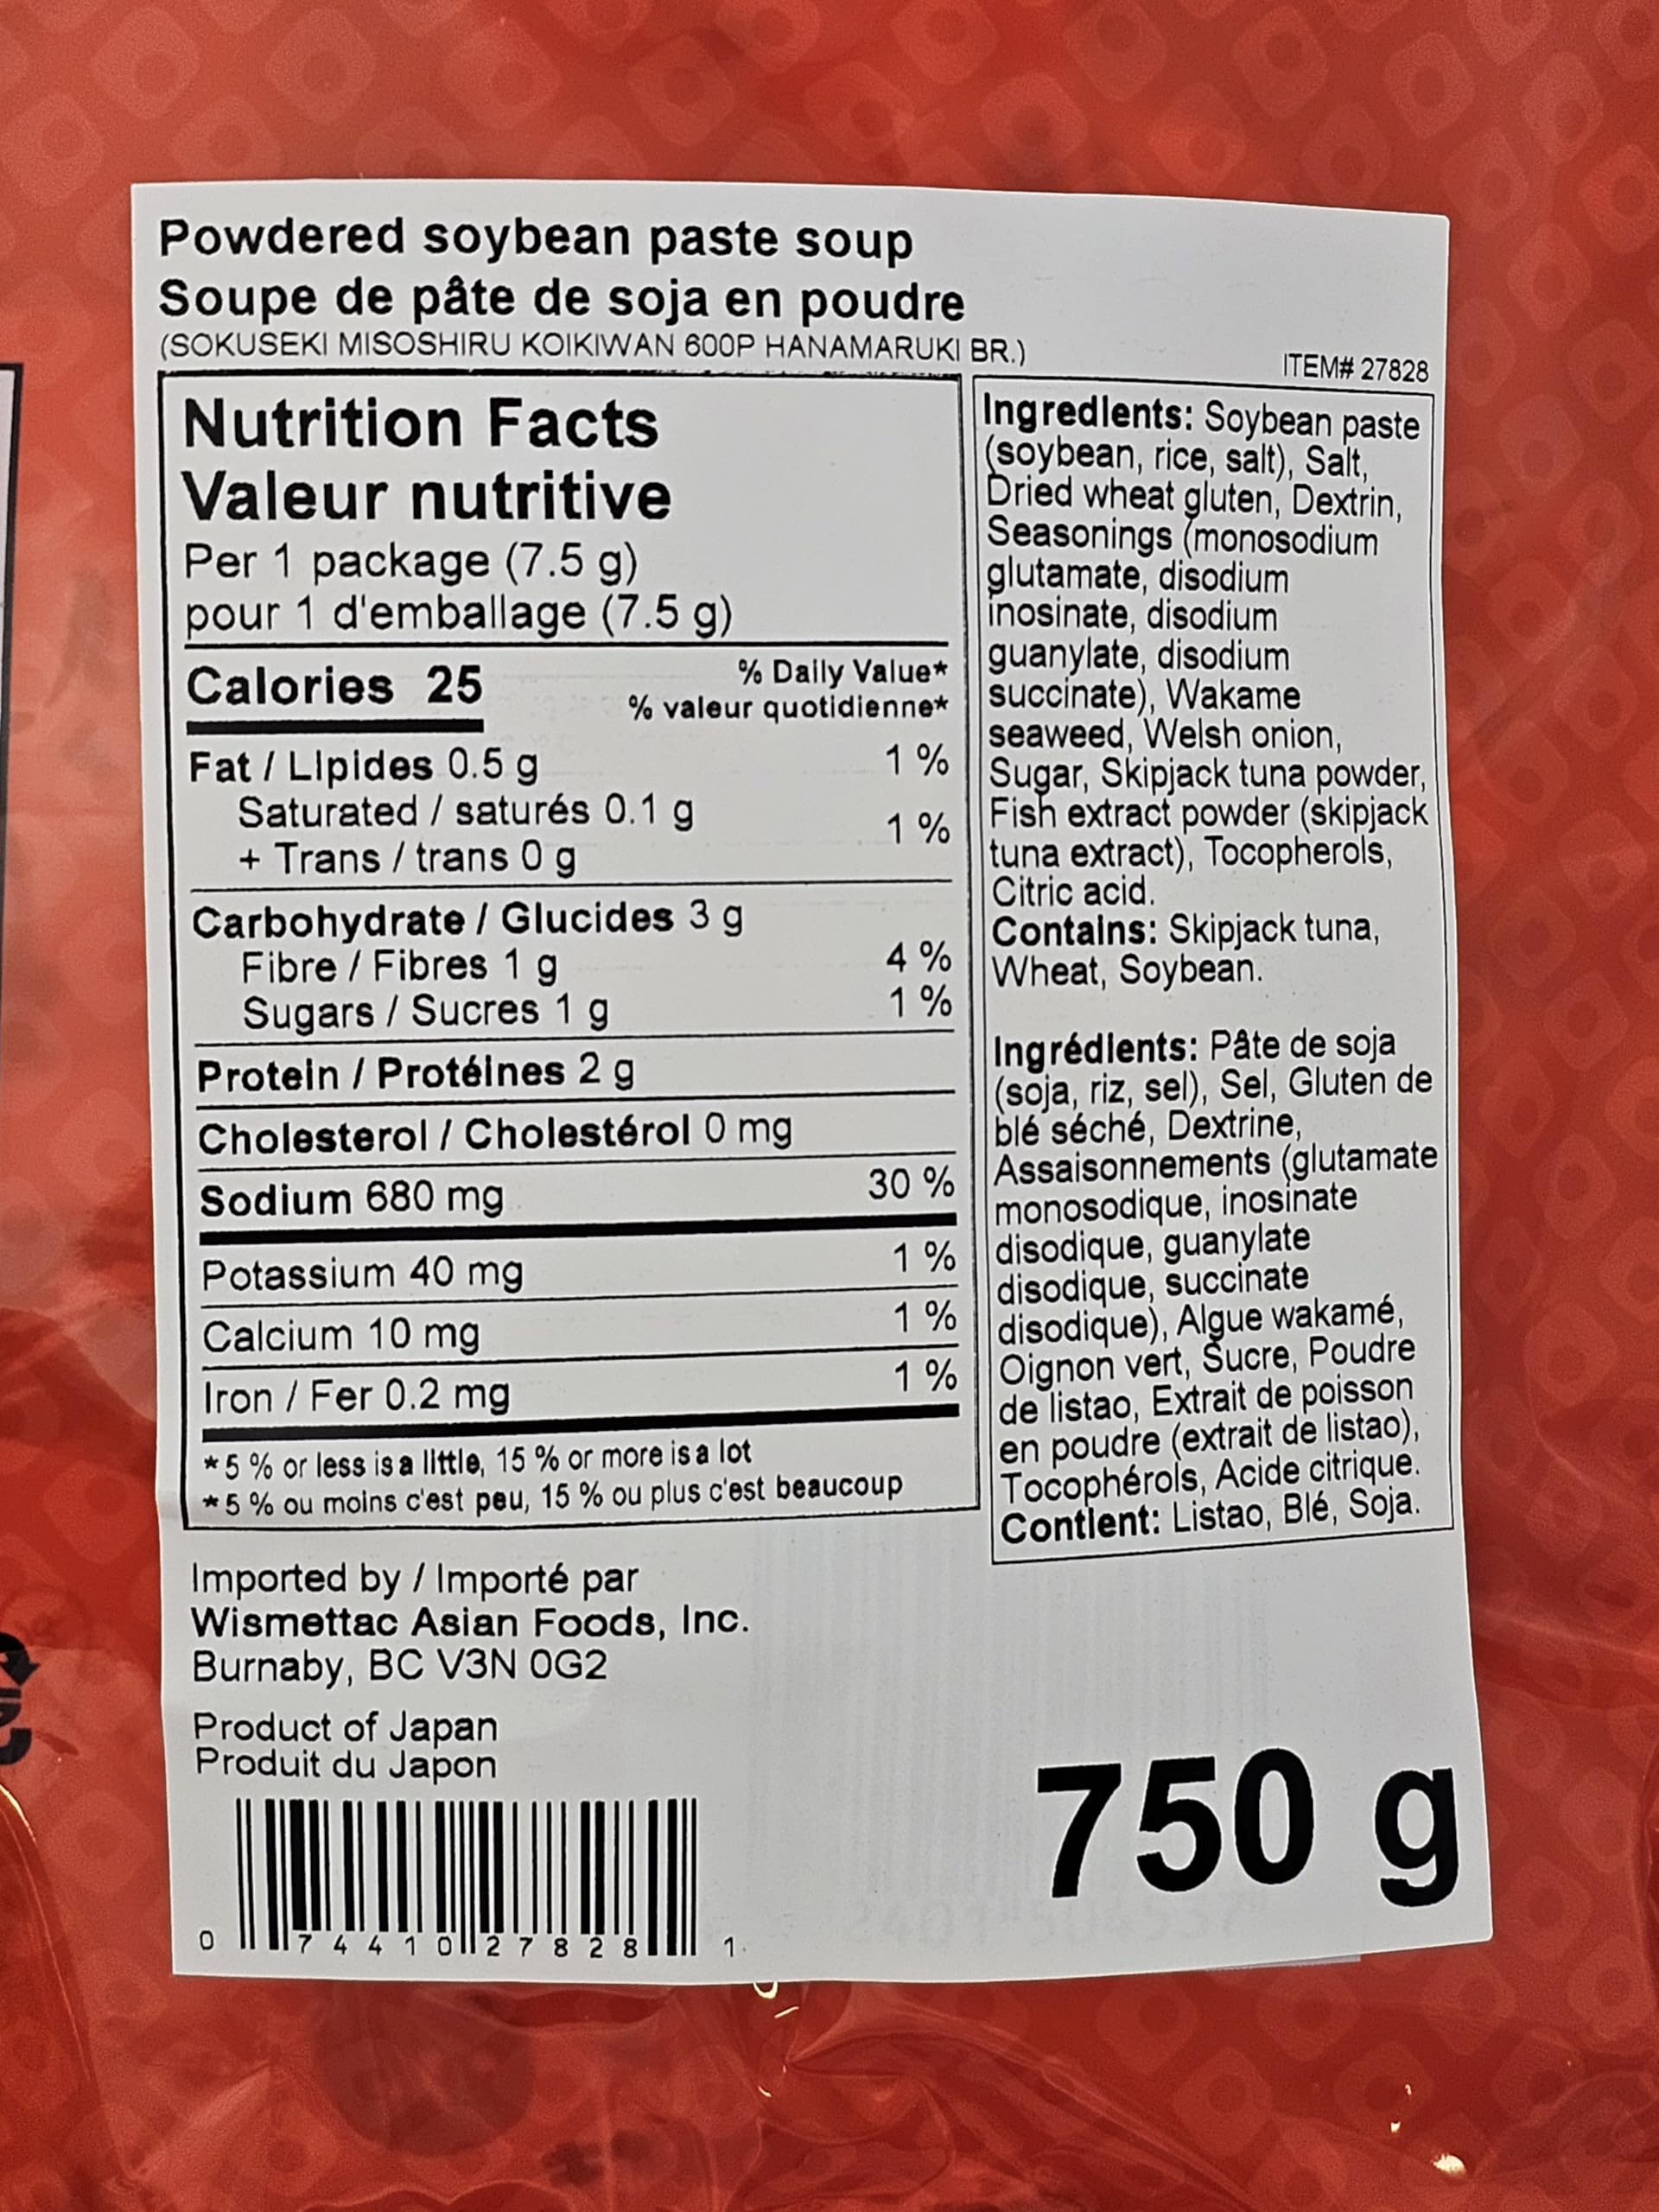 Powdered soybean paste soup
Soupe de pâte de soja en poudre
(SOKUSEKI MISOSHIRU KOIKIWAN 600P HANAMARUKI BR.)
ITEM# 27828
Nutrition Facts
Valeur nutritive
Per 1 package (7.5 g)
pour 1 d'emballage (7.5 g)
Calories 25
% Daily Value*
% valeur quotidienne*
Fat / Lipides 0.5 g 1 %
Saturated / saturés 0.1 g
+ Trans / trans 0 g 1 %
Carbohydrate / Glucides 3 g
Fibre / Fibres 1 g 4 %
Sugars / Sucres 1 g 1 %
Protein / Protéines 2 g
Cholesterol / Cholestérol 0 mg
Sodium 680 mg 30 %
Potassium 40 mg 1 %
Calcium 10 mg 1 %
Iron / Fer 0.2 mg 1 %
*5 % or less is a little, 15 % or more is a lot
*5 % ou moins c'est peu, 15 % ou plus c'est beaucoup
Ingredients: Soybean paste
(soybean, rice, salt), Salt,
Dried wheat gluten, Dextrin,
Seasonings (monosodium
glutamate, disodium
inosinate, disodium
guanylate, disodium
succinate), Wakame
seaweed, Welsh onion,
Sugar, Skipjack tuna powder,
Fish extract powder (skipjack
tuna extract), Tocopherols,
Citric acid.
Contains: Skipjack tuna,
Wheat, Soybean.
Ingrédients: Pâte de soja
(soja, riz, sel), Sel, Gluten de
blé séché, Dextrine,
Assaisonnements (glutamate
monosodique, inosinate
disodique, guanylate
disodique, succinate
disodique), Algue wakamé,
Oignon vert, Sucre, Poudre
de listao, Extrait de poisson
en poudre (extrait de listao),
Tocophérols, Acide citrique.
Contient: Listao, Blé, Soja.
Imported by / Importé par
Wismettac Asian Foods, Inc.
Burnaby, BC V3N 0G2
Product of Japan
Produit du Japon
750 g
0 74410 27828 1